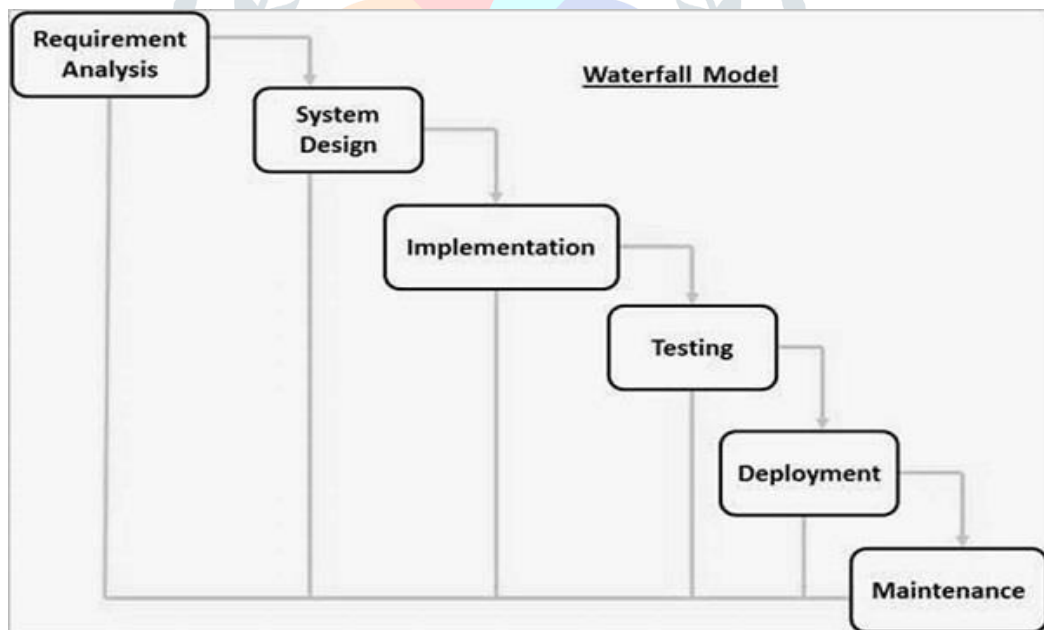 Requirement
Analysis
Waterfall Model
System
Design
Implementation
Testing
Deployment
Maintenance